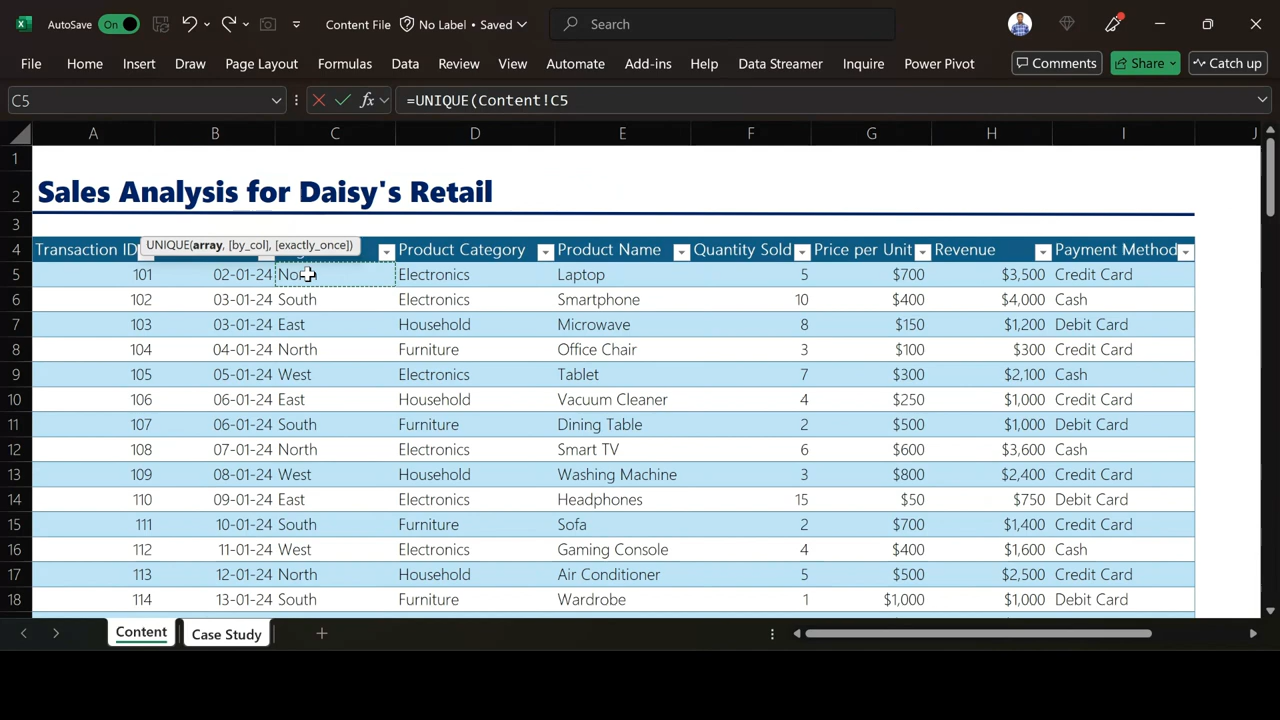 AutoSave On Content File No Label • Saved Search
File Home Insert Draw Page Layout Formulas Data Review View Automate Add-ins Help Data Streamer Inquire Power Pivot Comments Share Catch up
C5 fx =UNIQUE(Content!C5
A B C D E F G H I J
1
2 Sales Analysis for Daisy's Retail
3
UNIQUE(array, [by_col], [exactly_once])
4 Transaction ID Product Category Product Name Quantity Sold Price per Unit Revenue Payment Method
5 101 02-01-24 Electronics Laptop 5 $700 $3,500 Credit Card
6 102 03-01-24 South Electronics Smartphone 10 $400 $4,000 Cash
7 103 03-01-24 East Household Microwave 8 $150 $1,200 Debit Card
8 104 04-01-24 North Furniture Office Chair 3 $100 $300 Credit Card
9 105 05-01-24 West Electronics Tablet 7 $300 $2,100 Cash
10 106 06-01-24 East Household Vacuum Cleaner 4 $250 $1,000 Credit Card
11 107 06-01-24 South Furniture Dining Table 2 $500 $1,000 Debit Card
12 108 07-01-24 North Electronics Smart TV 6 $600 $3,600 Cash
13 109 08-01-24 West Household Washing Machine 3 $800 $2,400 Credit Card
14 110 09-01-24 East Electronics Headphones 15 $50 $750 Debit Card
15 111 10-01-24 South Furniture Sofa 2 $700 $1,400 Credit Card
16 112 11-01-24 West Electronics Gaming Console 4 $400 $1,600 Cash
17 113 12-01-24 North Household Air Conditioner 5 $500 $2,500 Credit Card
18 114 13-01-24 South Furniture Wardrobe 1 $1,000 $1,000 Debit Card
Content Case Study